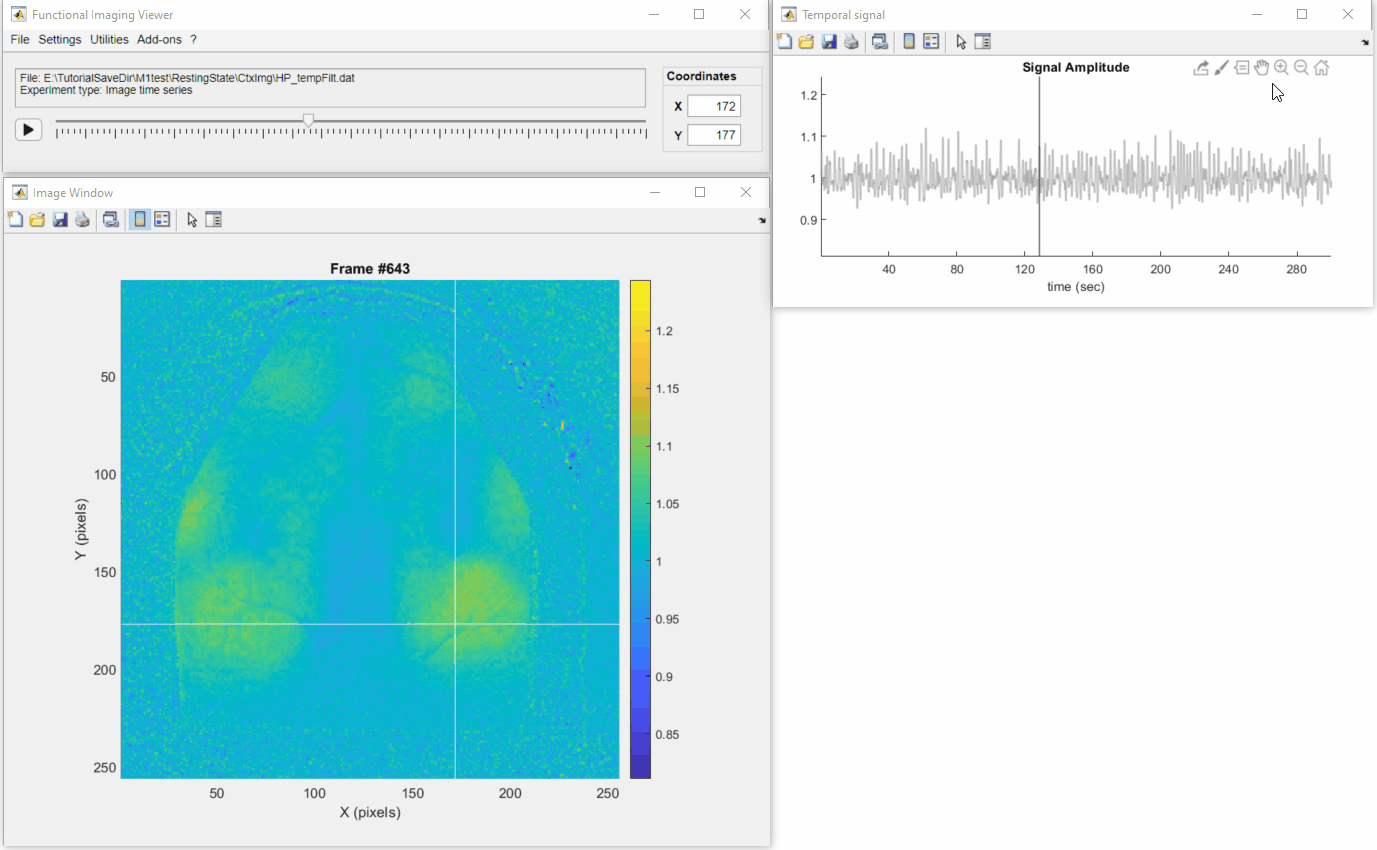 Functional Imaging Viewer
File Settings Utilities Add-ons ?
File: E:\TutorialSaveDir\M1test\RestingState\CtxImg\HP_tempFilt.dat
Experiment type: Image time series
Coordinates
X 172
Y 177
Temporal signal
Signal Amplitude
1.2
1.1
1
0.9
40 80 120 160 200 240 280
time (sec)
Image Window
Frame #643
50
100
150
200
250
Y (pixels)
50 100 150 200 250
X (pixels)
1.2
1.15
1.1
1.05
1
0.95
0.9
0.85